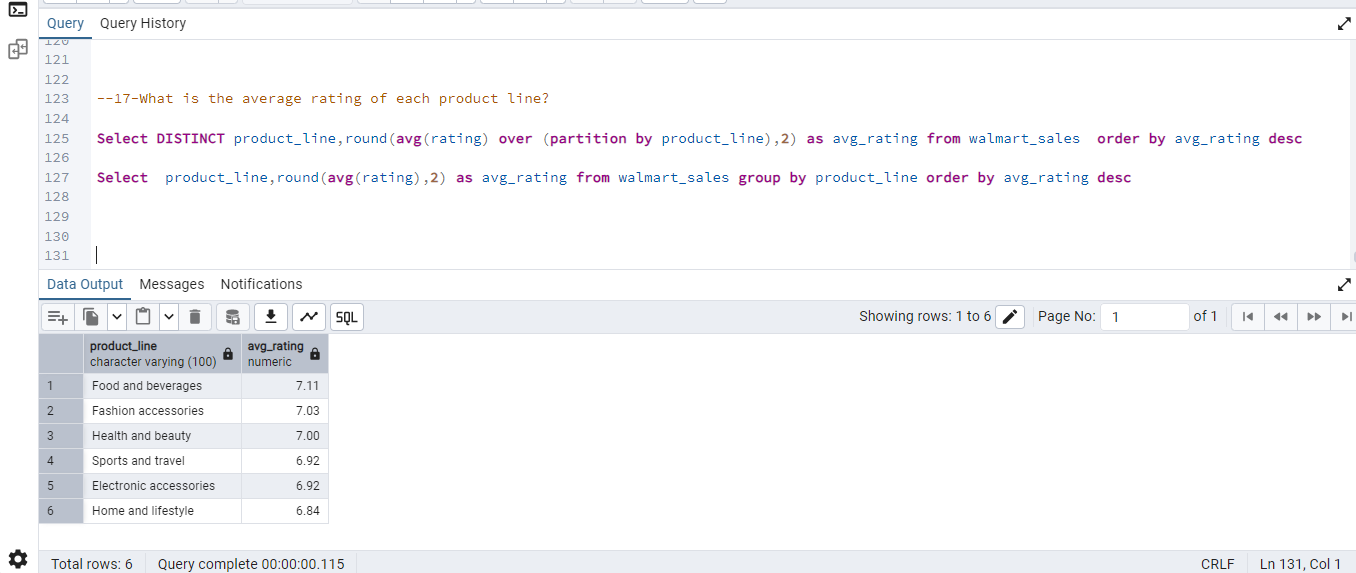 Query Query History
120
121
122
123 --17-What is the average rating of each product line?
124
125 Select DISTINCT product_line,round(avg(rating) over (partition by product_line),2) as avg_rating from walmart_sales  order by avg_rating desc
126
127 Select  product_line,round(avg(rating),2) as avg_rating from walmart_sales group by product_line order by avg_rating desc
128
129
130
131
Data Output Messages Notifications
SQL Showing rows: 1 to 6 Page No: 1 of 1
product_line avg_rating
character varying (100) numeric
1 Food and beverages 7.11
2 Fashion accessories 7.03
3 Health and beauty 7.00
4 Sports and travel 6.92
5 Electronic accessories 6.92
6 Home and lifestyle 6.84
Total rows: 6 Query complete 00:00:00.115 CRLF Ln 131, Col 1